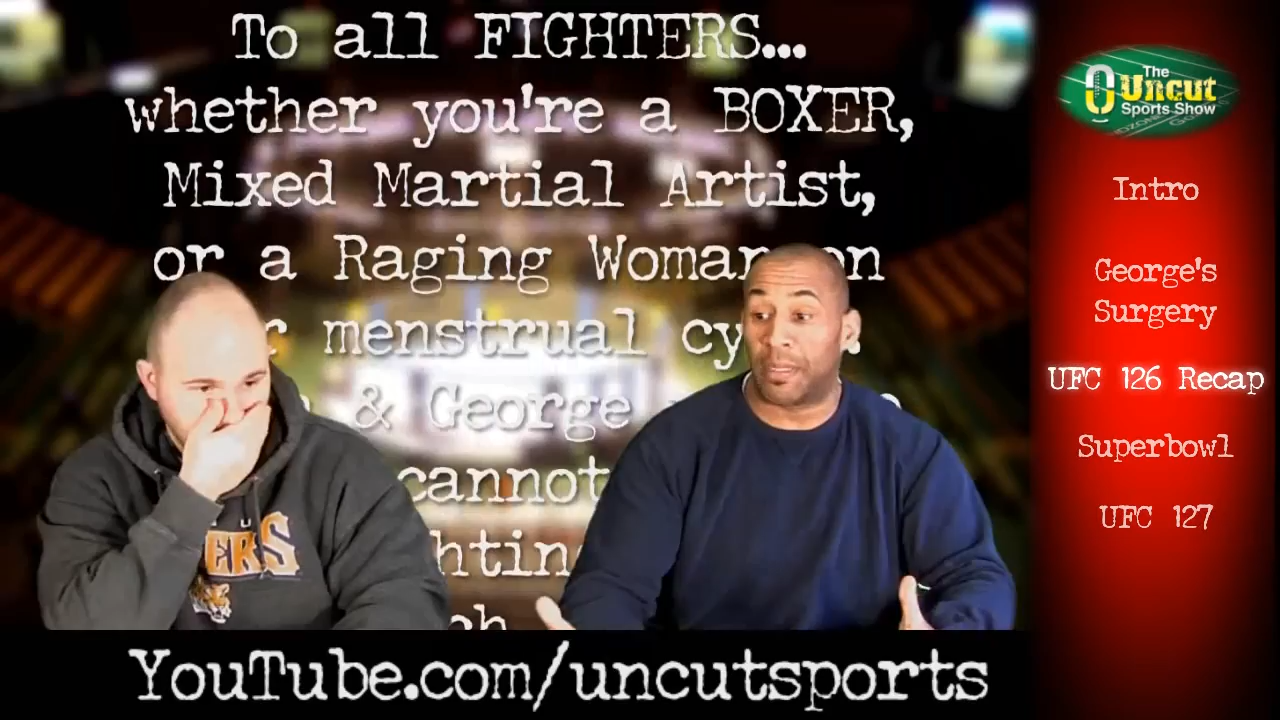 To all FIGHTERS...
whether you're a BOXER,
Mixed Martial Artist,
or a Raging Woman on
menstrual
& George
cannot
YouTube.com/uncutsports
The
Uncut
Sports Show
Intro
George's
Surgery
UFC 126 Recap
Superbowl
UFC 127